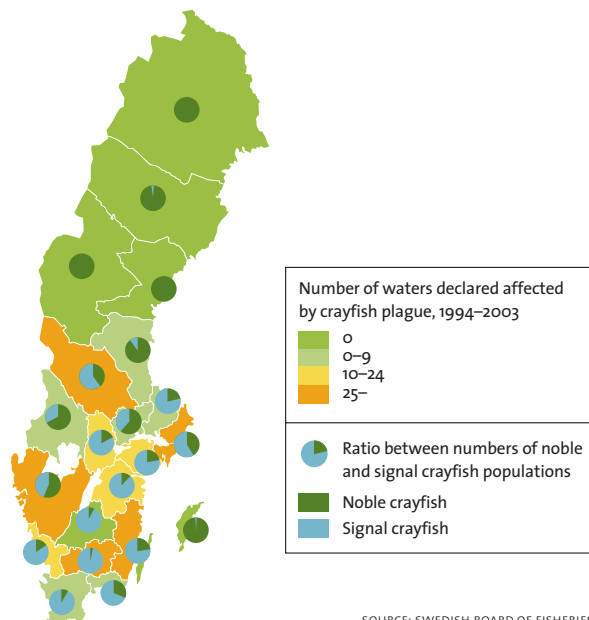 Number of waters declared affected
by crayfish plague, 1994–2003
0
0–9
10–24
25–
Ratio between numbers of noble
and signal crayfish populations
Noble crayfish
Signal crayfish
SOURCE: SWEDISH BOARD OF FISHERIES